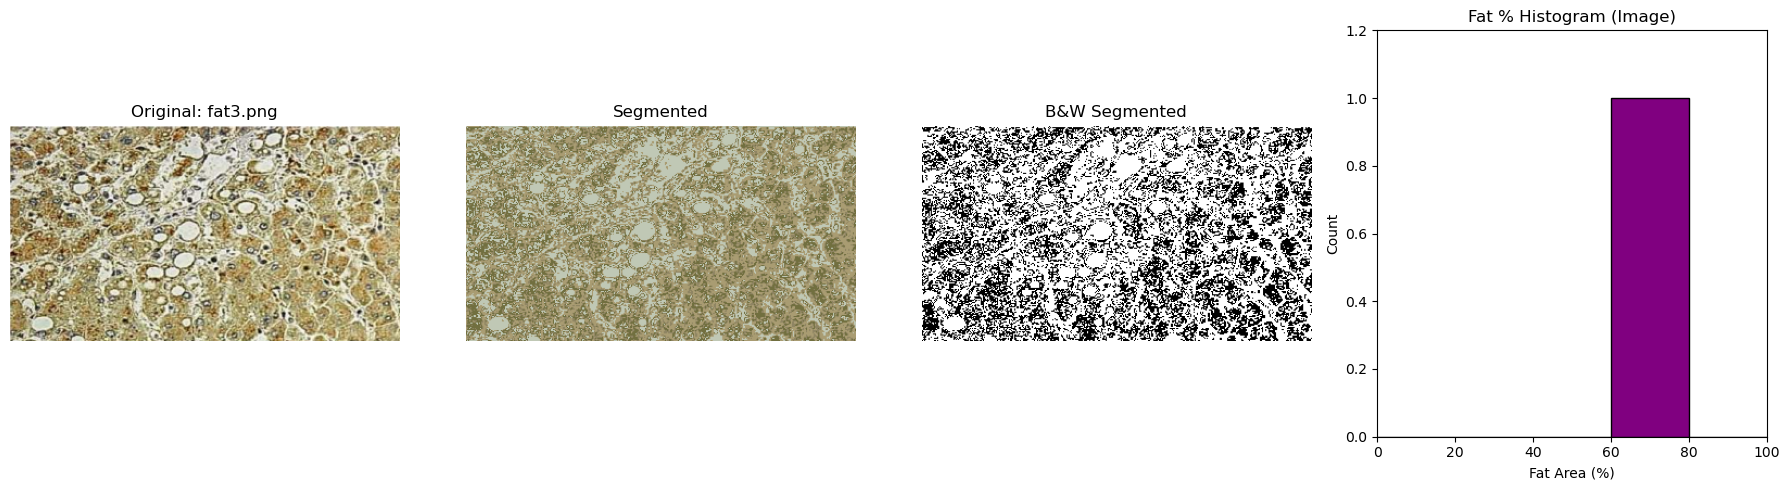 Original: fat3.png
Segmented
B&W Segmented
Fat % Histogram (Image)
1.2
1.0
0.8
0.6
0.4
0.2
0.0
Count
0 20 40 60 80 100
Fat Area (%)